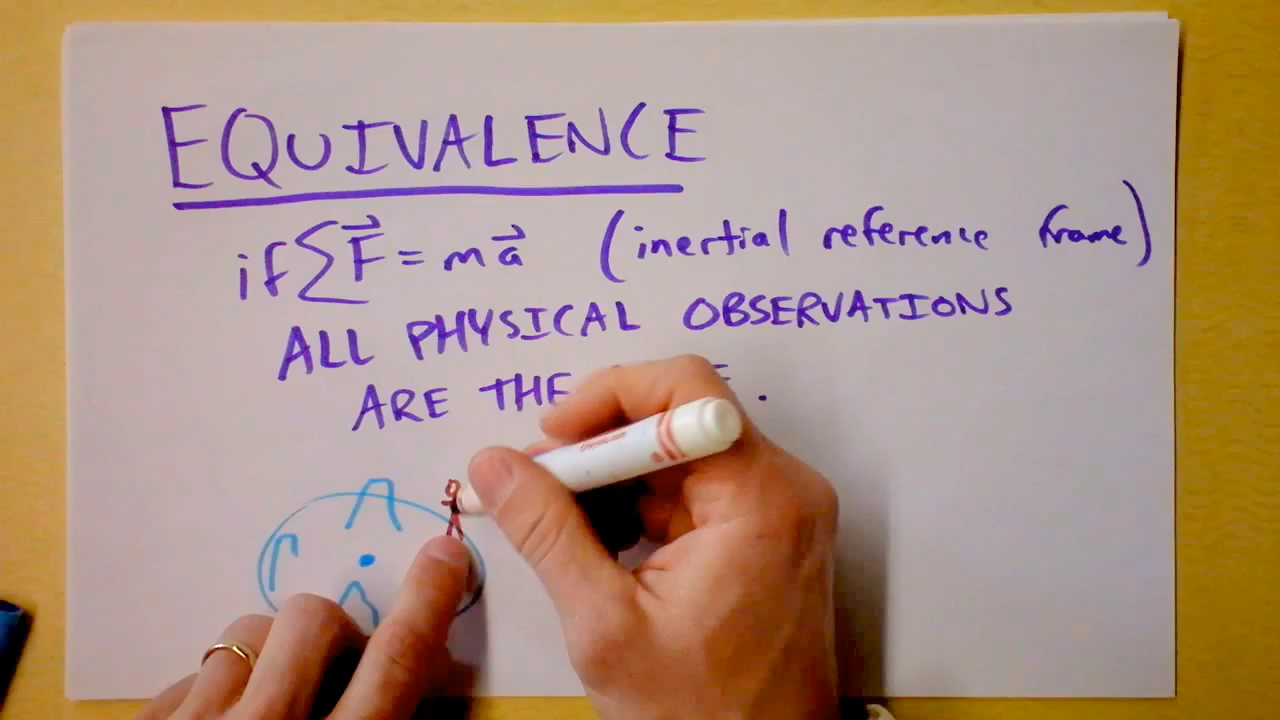 EQUIVALENCE
if ∑F⃗ = ma⃗ (inertial reference frame)
ALL PHYSICAL OBSERVATIONS
ARE THE .